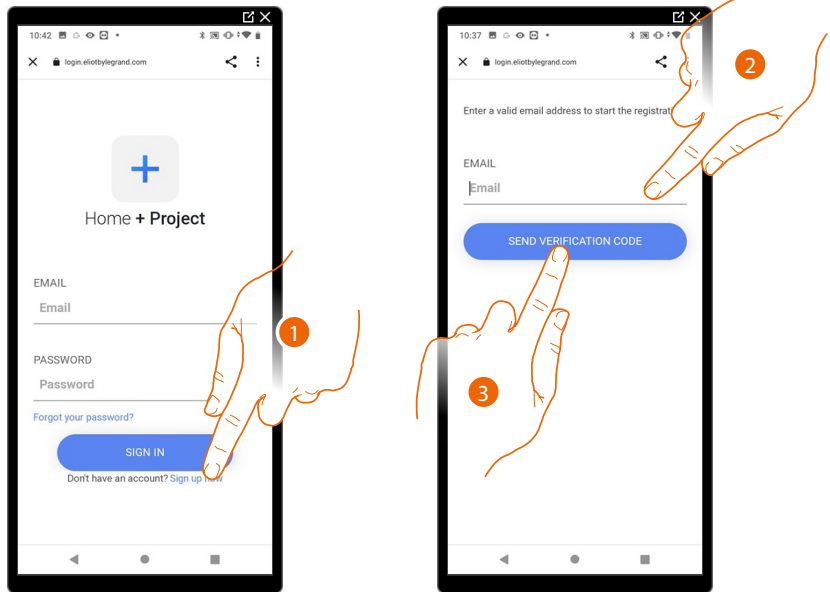 10:42
login.eliotbylegrand.com
Home + Project
EMAIL
Email
PASSWORD
Password
Forgot your password?
SIGN IN
Don't have an account? Sign up now
1
10:37
login.eliotbylegrand.com
Enter a valid email address to start the registrat
EMAIL
Email
SEND VERIFICATION CODE
2
3